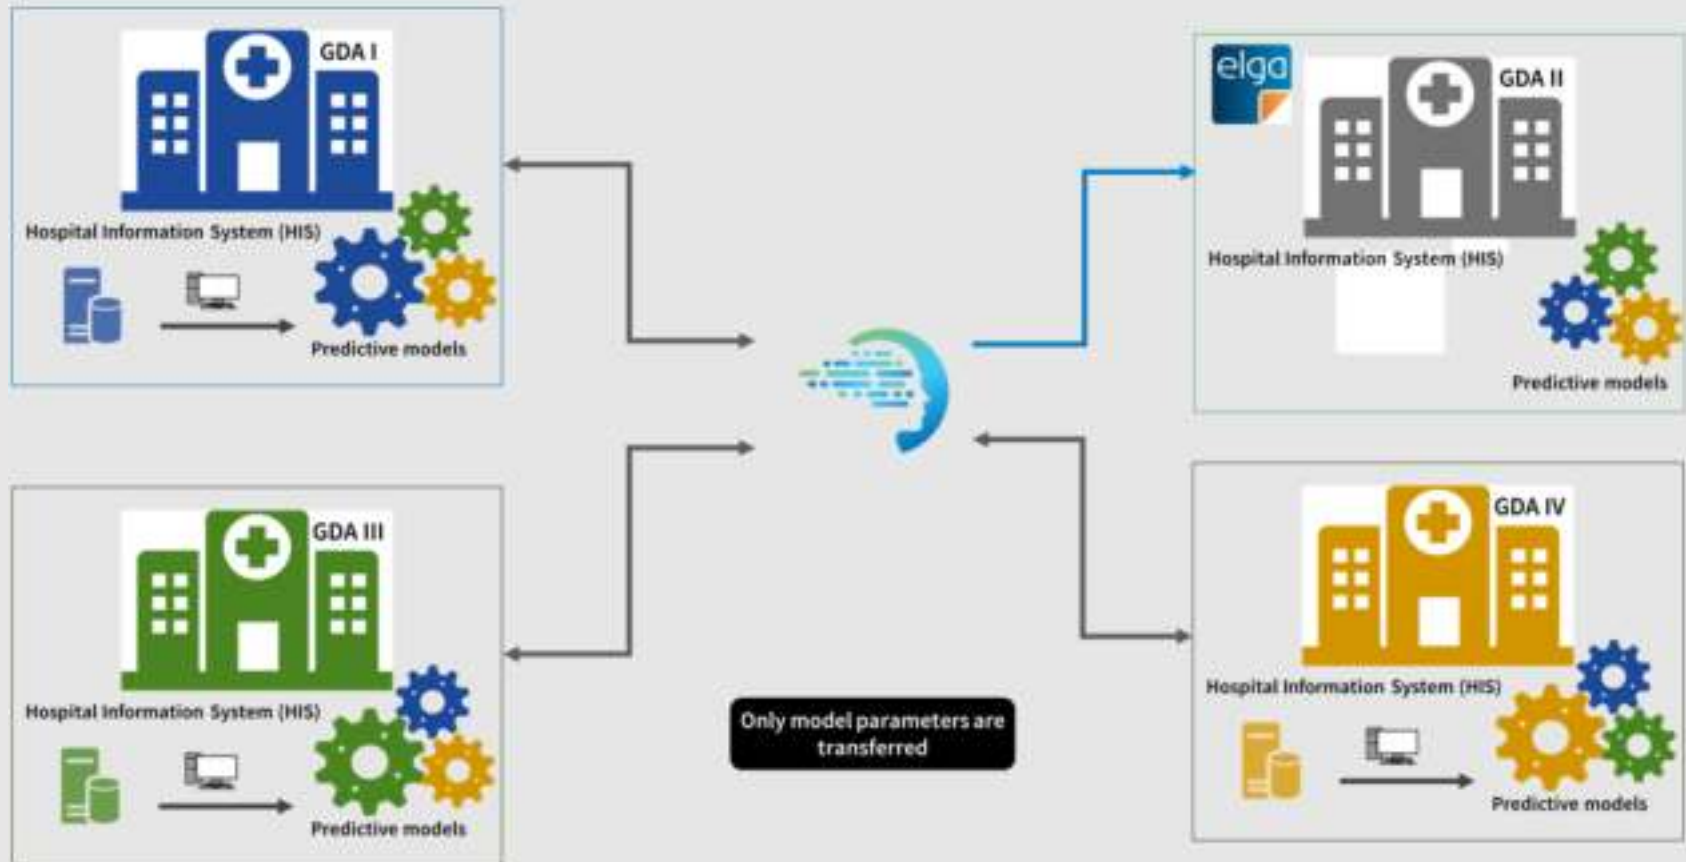 GDA I
Hospital Information System (HIS)
Predictive models
elga
GDA II
Hospital Information System (HIS)
Predictive models
GDA III
Hospital Information System (HIS)
Predictive models
Only model parameters are
transferred
GDA IV
Hospital Information System (HIS)
Predictive models